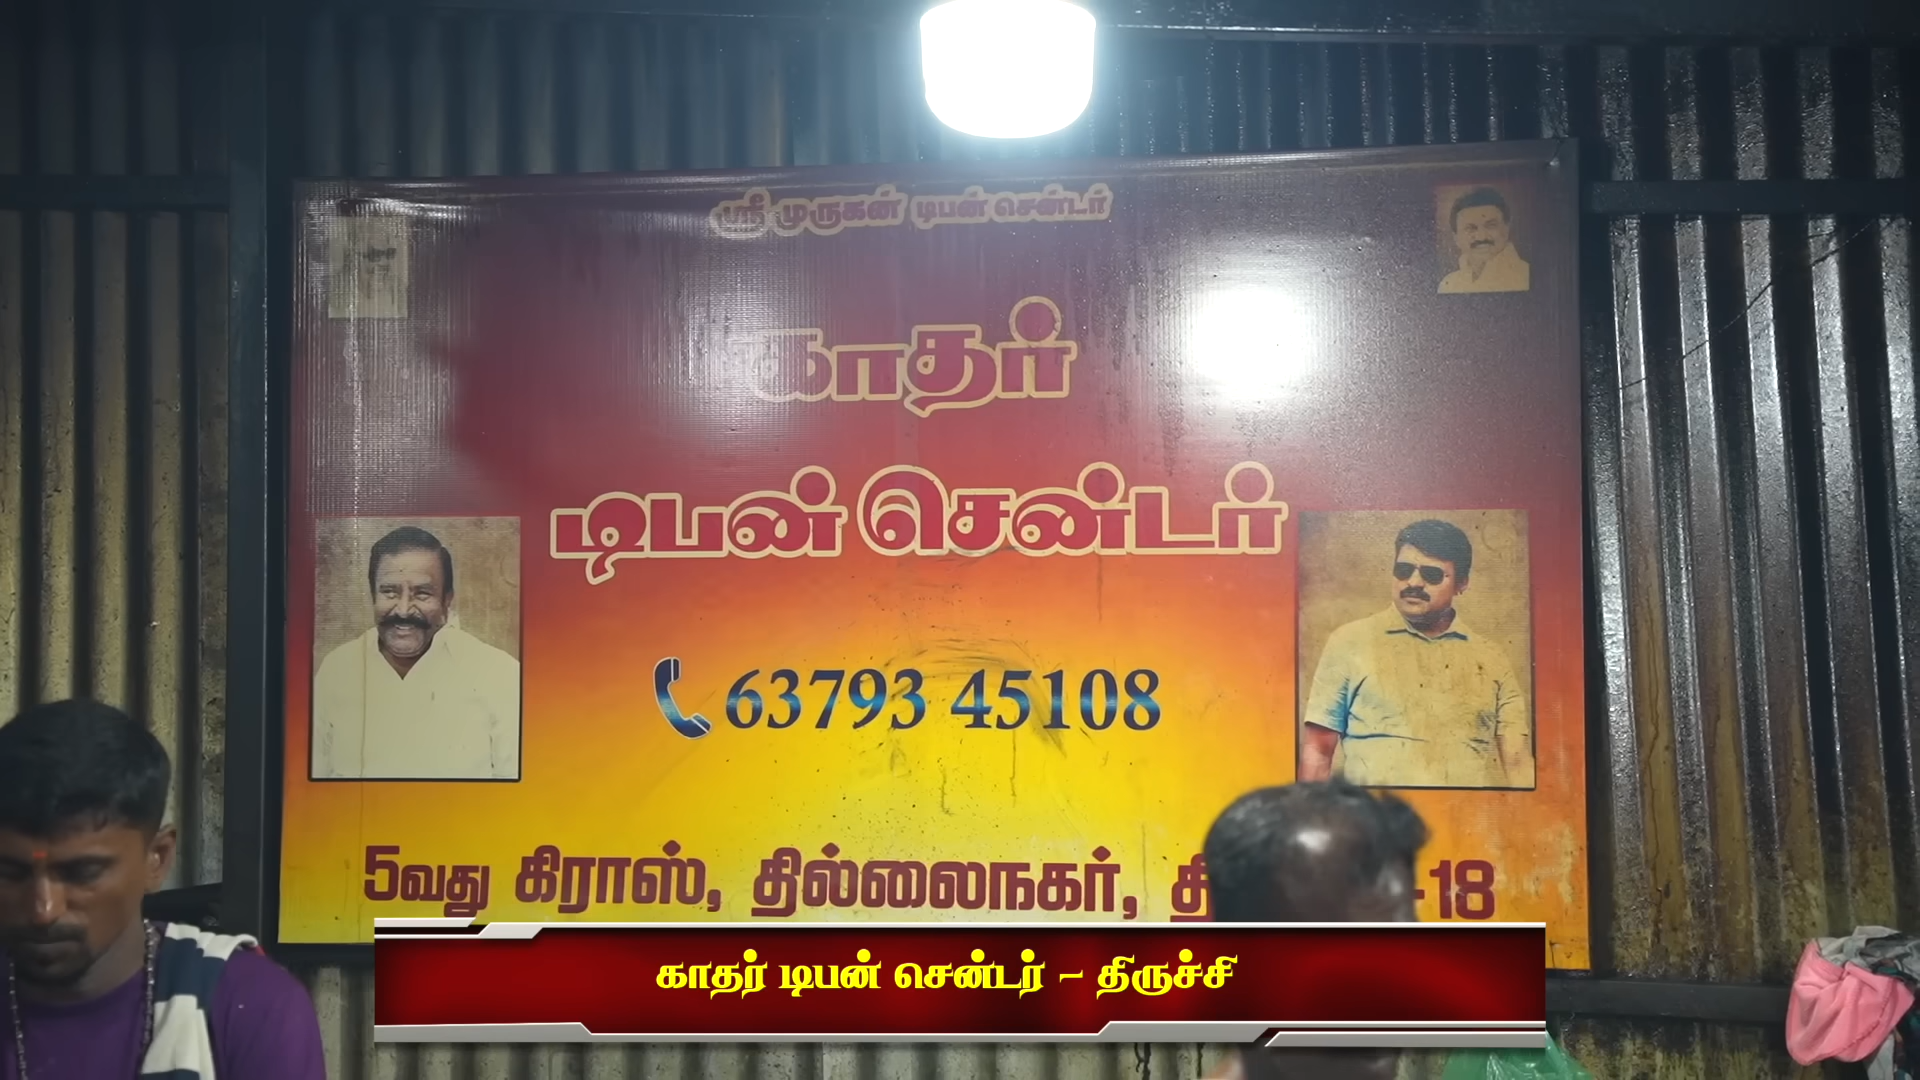 ஸ்ரீ முருகன் டிபன் சென்டர்
காதர்
டிபன் சென்டர்
63793 45108
5வது கிராஸ், தில்லைநகர், -18
காதர் டிபன் சென்டர் - திருச்சி